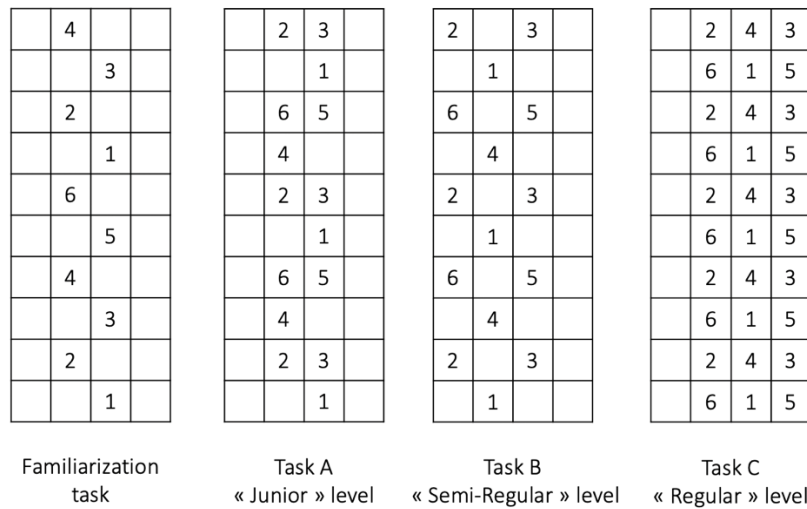 4 2 3 2 3 2 4 3
3 1 1 6 1 5
2 6 5 6 5 2 4 3
1 4 4 6 1 5
6 2 3 2 3 2 4 3
5 1 1 6 1 5
4 6 5 6 5 2 4 3
3 4 4 6 1 5
2 2 3 2 3 2 4 3
1 1 1 6 1 5
Familiarization task
Task A
« Junior » level
Task B
« Semi-Regular » level
Task C
« Regular » level